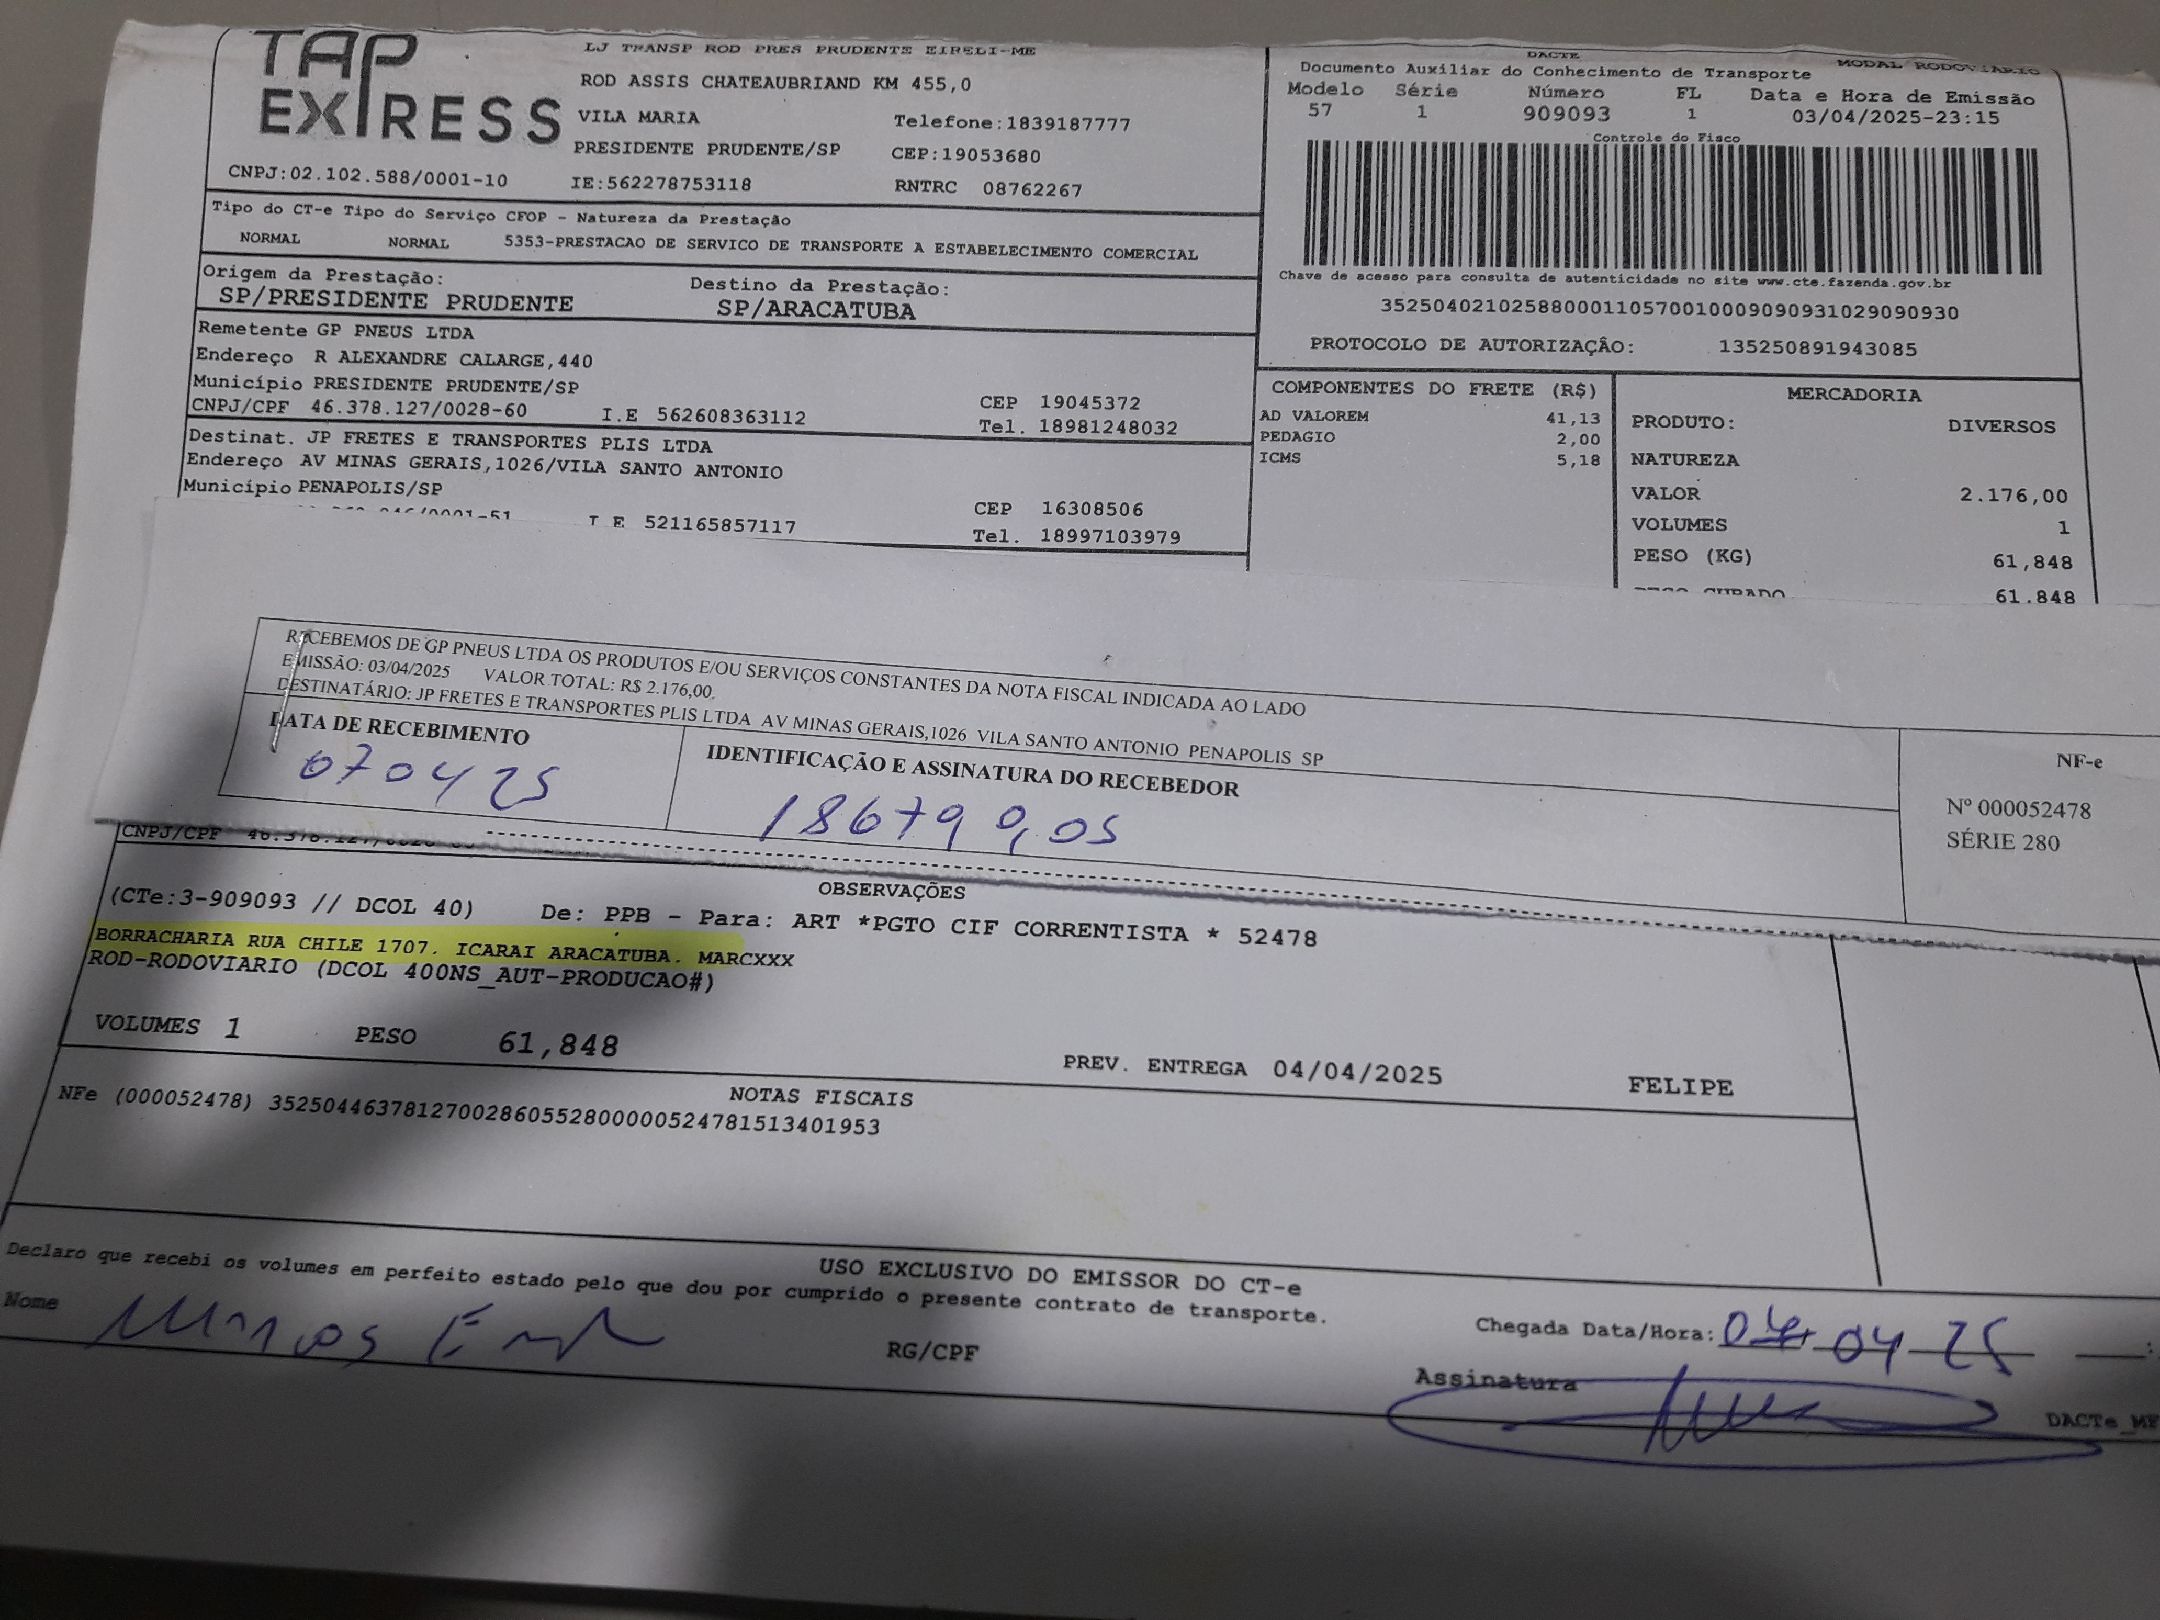 TAP EXPRESS
LJ TRANSP ROD PRES PRUDENTE EIRELI-ME
ROD ASSIS CHATEAUBRIAND KM 455,0
VILA MARIA Telefone:1839187777
PRESIDENTE PRUDENTE/SP CEP:19053680
CNPJ:02.102.588/0001-10 IE:562278753118 RNTRC 08762267
Tipo do CT-e Tipo do Serviço CFOP - Natureza da Prestação
NORMAL NORMAL 5353-PRESTACAO DE SERVICO DE TRANSPORTE A ESTABELECIMENTO COMERCIAL
Origem da Prestação: Destino da Prestação:
SP/PRESIDENTE PRUDENTE SP/ARACATUBA
Remetente GP PNEUS LTDA
Endereço R ALEXANDRE CALARGE,440
Município PRESIDENTE PRUDENTE/SP CEP 19045372
CNPJ/CPF 46.378.127/0028-60 I.E 562608363112 Tel. 18981248032
Destinat. JP FRETES E TRANSPORTES PLIS LTDA
Endereço AV MINAS GERAIS,1026/VILA SANTO ANTONIO
Município PENAPOLIS/SP CEP 16308506
/0001-51 I E 521165857117 Tel. 18997103979
DACTE MODAL RODOVIARIO
Documento Auxiliar do Conhecimento de Transporte
Modelo Série Número FL Data e Hora de Emissão
57 1 909093 1 03/04/2025-23:15
Controle do Fisco
Chave de acesso para consulta de autenticidade no site www.cte.fazenda.gov.br
35250402102588000110570010009090931029090930
PROTOCOLO DE AUTORIZAÇÂO: 135250891943085
COMPONENTES DO FRETE (R$)
AD VALOREM 41,13
PEDAGIO 2,00
ICMS 5,18
MERCADORIA
PRODUTO: DIVERSOS
NATUREZA
VALOR 2.176,00
VOLUMES 1
PESO (KG) 61,848
PESO CUBADO 61.848
RECEBEMOS DE GP PNEUS LTDA OS PRODUTOS E/OU SERVIÇOS CONSTANTES DA NOTA FISCAL INDICADA AO LADO
EMISSÃO: 03/04/2025 VALOR TOTAL: R$ 2.176,00,
DESTINATÁRIO: JP FRETES E TRANSPORTES PLIS LTDA AV MINAS GERAIS,1026 VILA SANTO ANTONIO PENAPOLIS SP
DATA DE RECEBIMENTO IDENTIFICAÇÃO E ASSINATURA DO RECEBEDOR
070425
NF-e
Nº 000052478
SÉRIE 280
CNPJ/CPF 46.378.127/0028-60
OBSERVAÇÕES
(CTe:3-909093 // DCOL 40) De: PPB - Para: ART *PGTO CIF CORRENTISTA * 52478
BORRACHARIA RUA CHILE 1707. ICARAI ARACATUBA. MARCXXX
ROD-RODOVIARIO (DCOL 400NS_AUT-PRODUCAO#)
VOLUMES 1 PESO 61,848 PREV. ENTREGA 04/04/2025 FELIPE
NOTAS FISCAIS
NFe (000052478) 35250446378127002860552800000524781513401953
USO EXCLUSIVO DO EMISSOR DO CT-e
Declaro que recebi os volumes em perfeito estado pelo que dou por cumprido o presente contrato de transporte.
Nome Marcos RG/CPF Chegada Data/Hora: 04 25
Assinatura